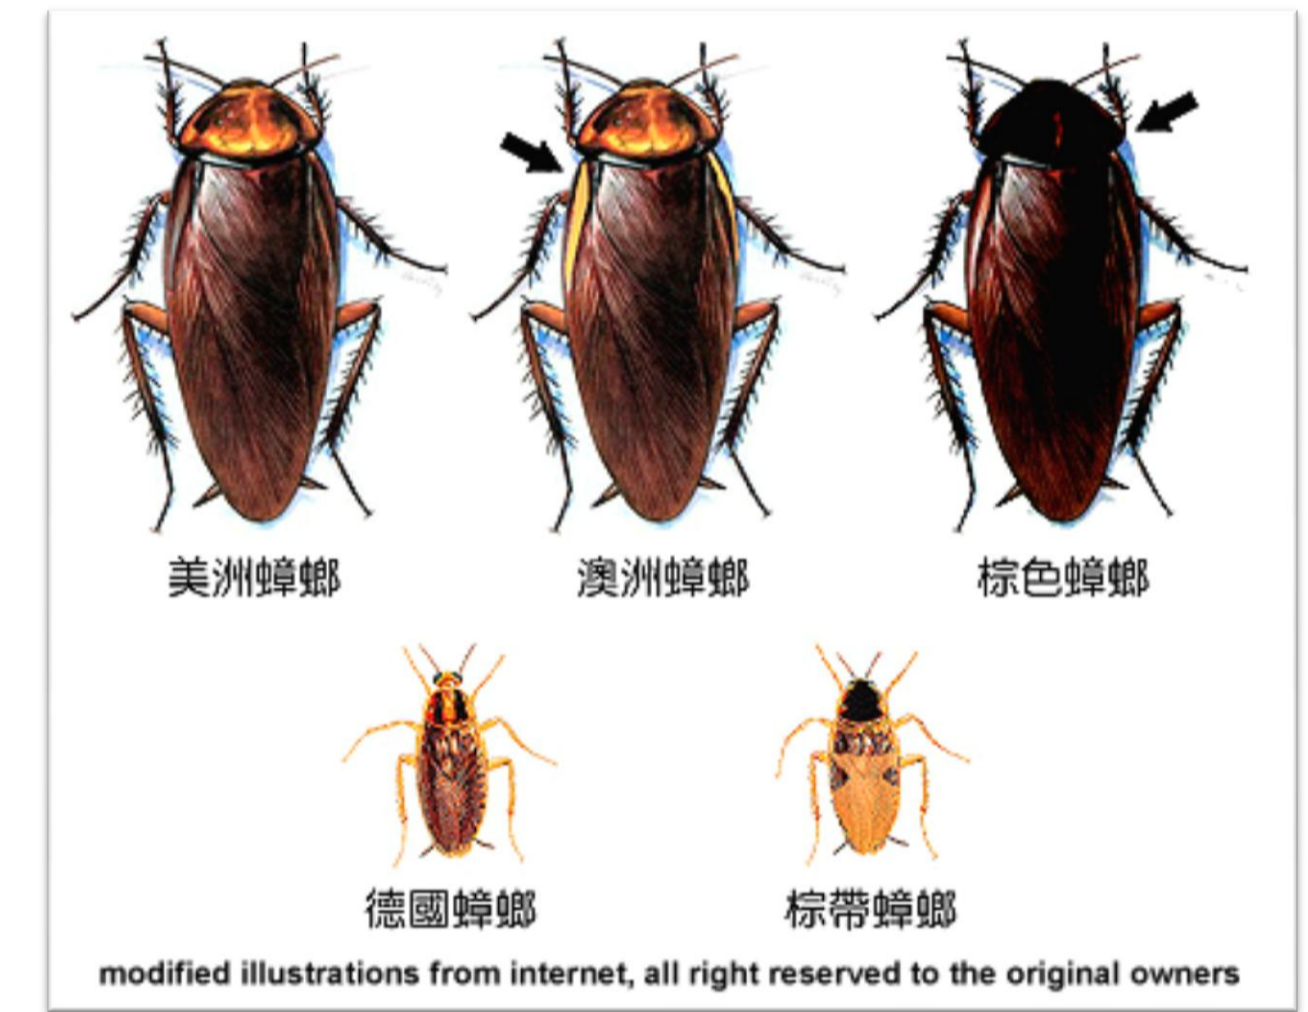 美洲蟑螂
澳洲蟑螂
棕色蟑螂
德國蟑螂
棕帶蟑螂
modified illustrations from internet, all right reserved to the original owners